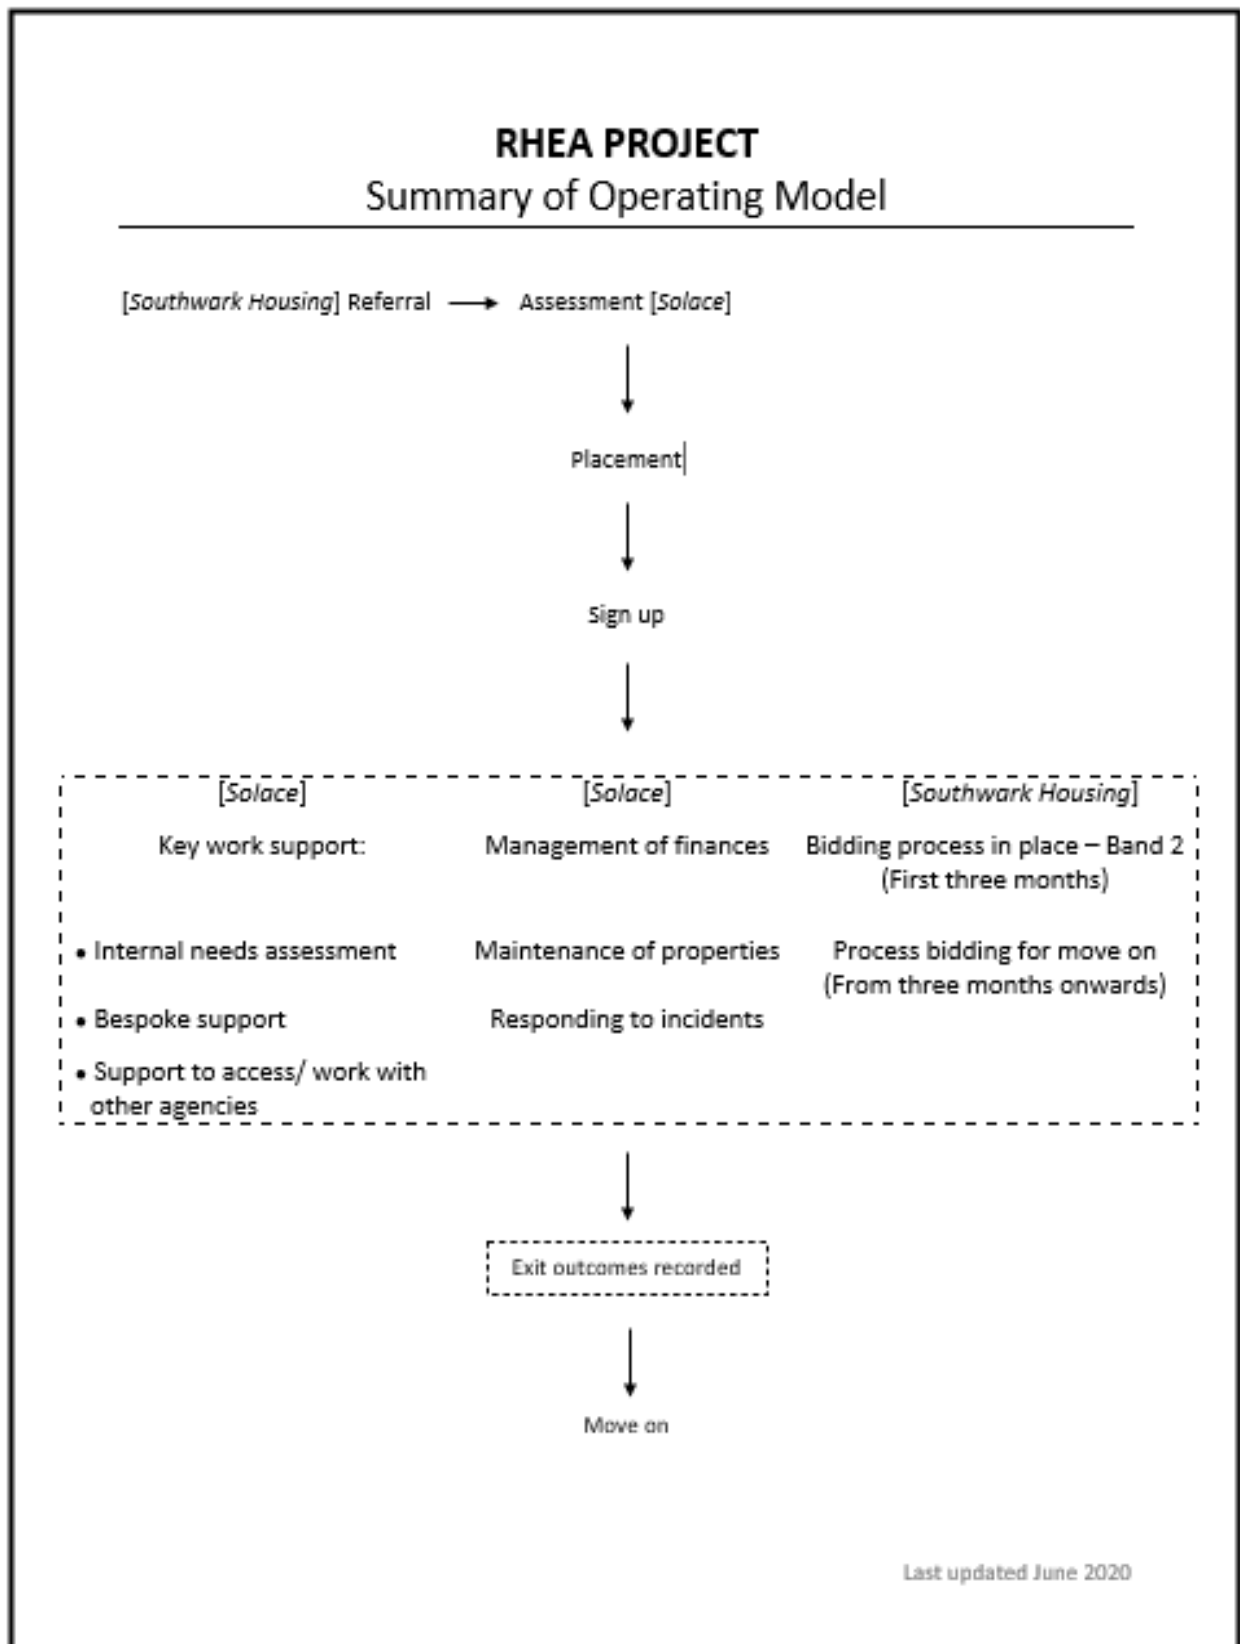 RHEA PROJECT
Summary of Operating Model
[Southwark Housing] Referral Assessment [Solace]
Placement
Sign up
[Solace] [Solace] [Southwark Housing]
Key work support: Management of finances Bidding process in place – Band 2
(First three months)
• Internal needs assessment Maintenance of properties Process bidding for move on
(From three months onwards)
• Bespoke support Responding to incidents
• Support to access/ work with
other agencies
Exit outcomes recorded
Move on
Last updated June 2020